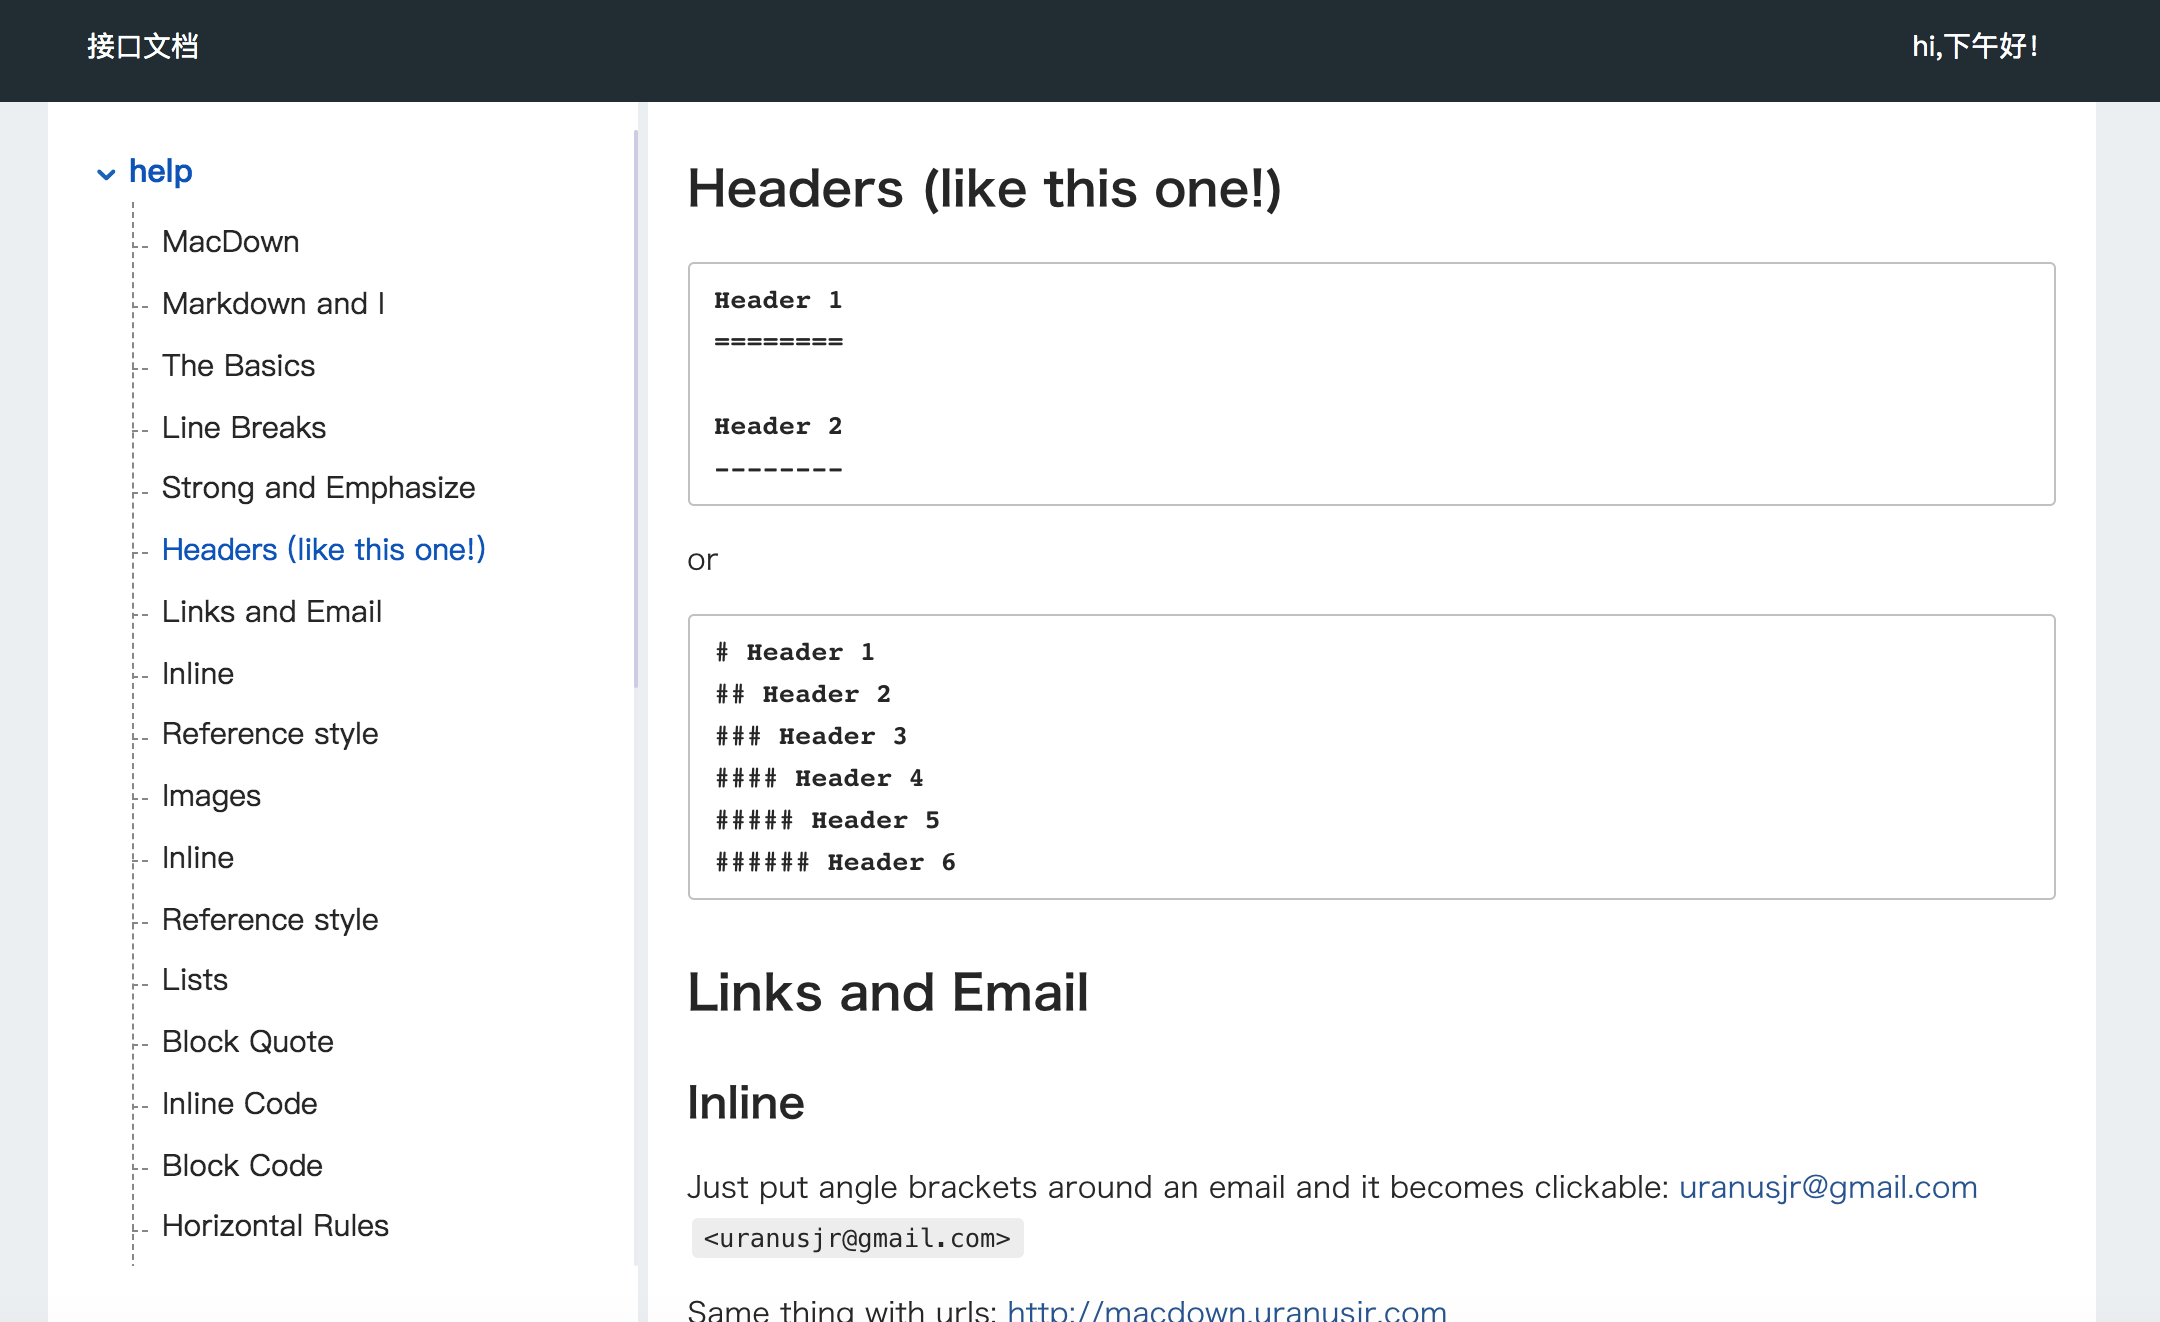 接口文档
hi,下午好!
help
MacDown
Markdown and I
The Basics
Line Breaks
Strong and Emphasize
Headers (like this one!)
Links and Email
Inline
Reference style
Images
Inline
Reference style
Lists
Block Quote
Inline Code
Block Code
Horizontal Rules
Headers (like this one!)
Header 1
========
Header 2
--------
or
# Header 1
## Header 2
### Header 3
#### Header 4
##### Header 5
###### Header 6
Links and Email
Inline
Just put angle brackets around an email and it becomes clickable: uranusjr@gmail.com
<uranusjr@gmail.com>
Same thing with urls: http://macdown.uranusjr.com